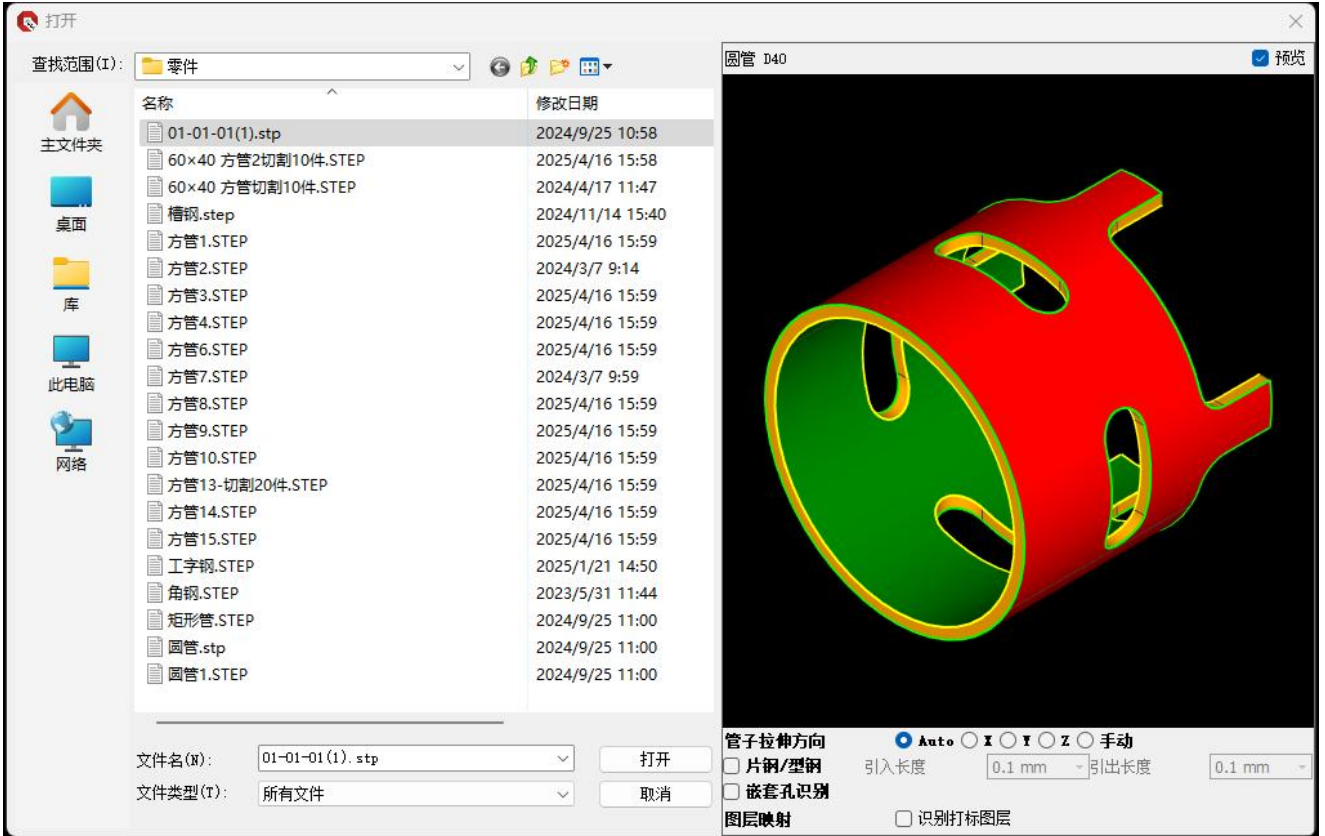 打开
查找范围(I): 零件
圆管 D40 预览
主文件夹
桌面
库
此电脑
网络
名称 修改日期
01-01-01(1).stp 2024/9/25 10:58
60×40 方管2切割10件.STEP 2025/4/16 15:58
60×40 方管切割10件.STEP 2024/4/17 11:47
槽钢.step 2024/11/14 15:40
方管1.STEP 2025/4/16 15:59
方管2.STEP 2024/3/7 9:14
方管3.STEP 2025/4/16 15:59
方管4.STEP 2025/4/16 15:59
方管6.STEP 2025/4/16 15:59
方管7.STEP 2024/3/7 9:59
方管8.STEP 2025/4/16 15:59
方管9.STEP 2025/4/16 15:59
方管10.STEP 2025/4/16 15:59
方管13-切割20件.STEP 2025/4/16 15:59
方管14.STEP 2025/4/16 15:59
方管15.STEP 2025/4/16 15:59
工字钢.STEP 2025/1/21 14:50
角钢.STEP 2023/5/31 11:44
矩形管.STEP 2024/9/25 11:00
圆管.stp 2024/9/25 11:00
圆管1.STEP 2024/9/25 11:00
文件名(N): 01-01-01(1).stp 打开
文件类型(T): 所有文件 取消
管子拉伸方向 Auto X Y Z 手动
片钢/型钢 引入长度 0.1 mm 引出长度 0.1 mm
嵌套孔识别
图层映射 识别打标图层